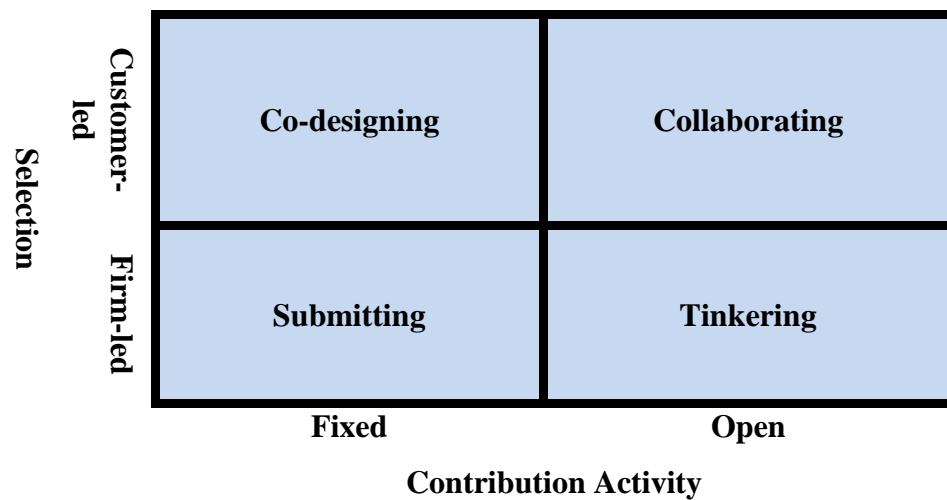 Selection
Customer-
led
Co-designing
Collaborating
Firm-led
Submitting
Tinkering
Fixed
Open
Contribution Activity